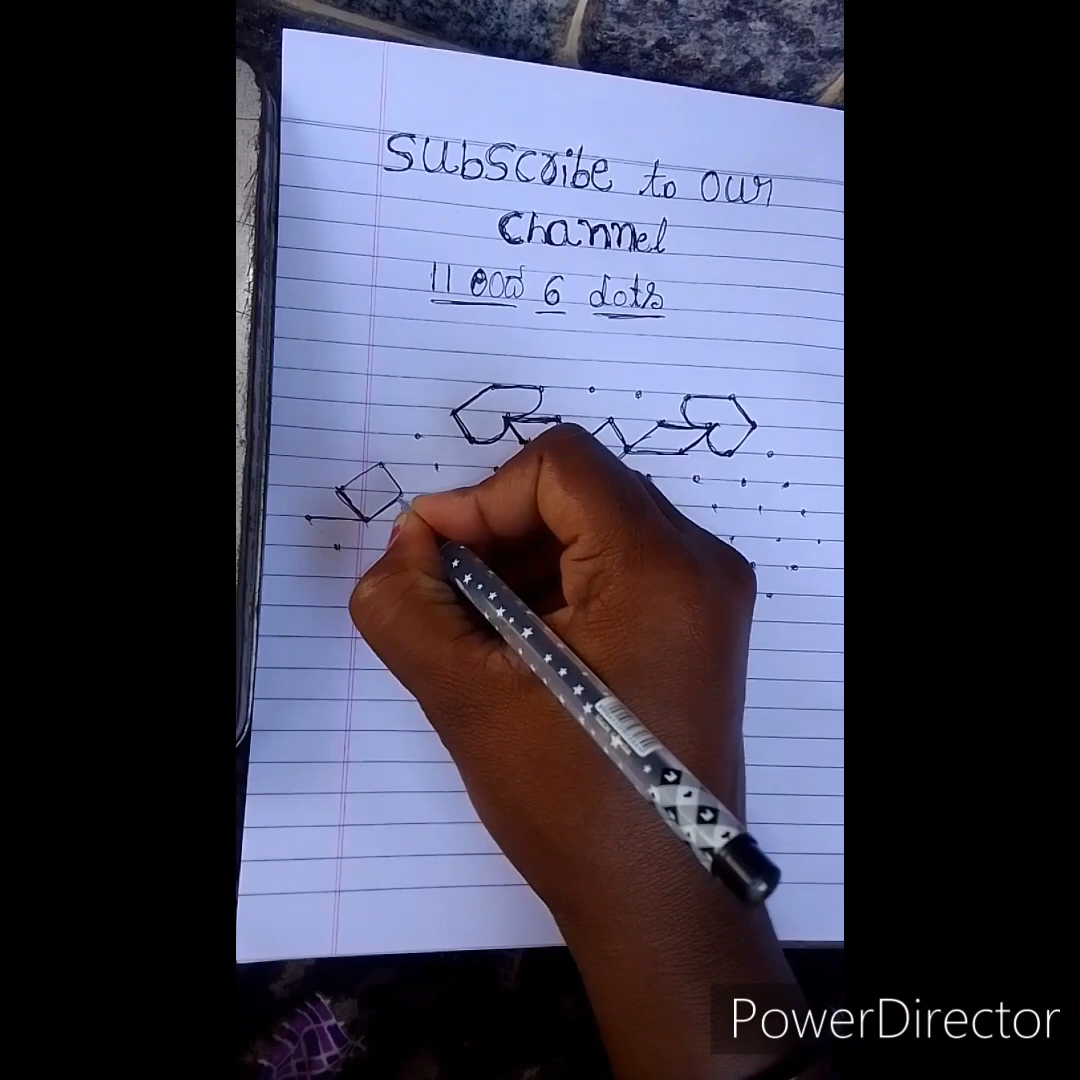 Subscribe to our
Channel
11 ರಿಂದ 6 dots
PowerDirector